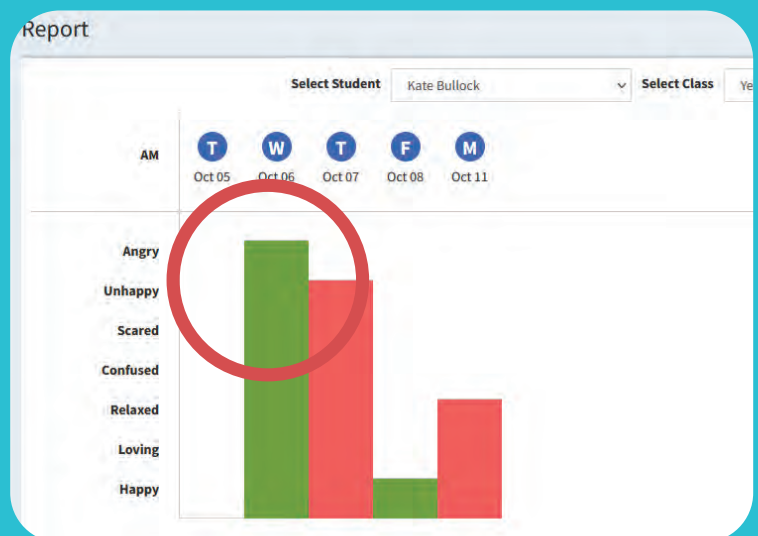 Report
Select Student Kate Bullock Select Class Ye
AM T W T F M
Oct 05 Oct 06 Oct 07 Oct 08 Oct 11
Angry
Unhappy
Scared
Confused
Relaxed
Loving
Happy